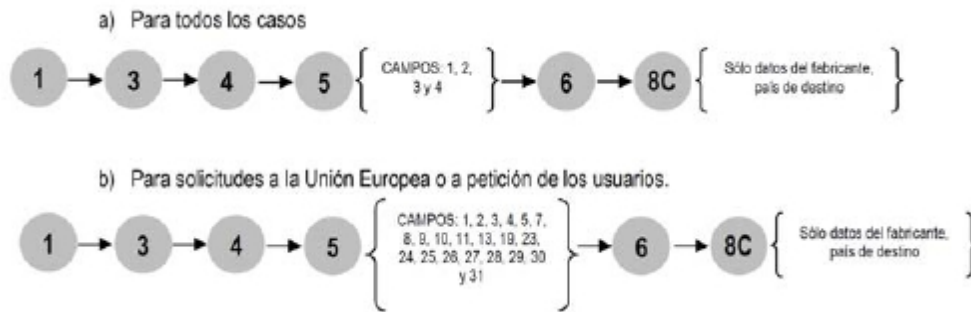 a) Para todos los casos
1
3
4
5
CAMPOS: 1, 2,
3 y 4
6
8C
Sólo datos del fabricante,
país de destino
b) Para solicitudes a la Unión Europea o a petición de los usuarios.
1
3
4
5
CAMPOS: 1, 2, 3, 4, 5, 7,
8, 9, 10, 11, 13, 19, 23,
24, 25, 26, 27, 28, 29, 30
y 31
6
8C
Sólo datos del fabricante,
país de destino